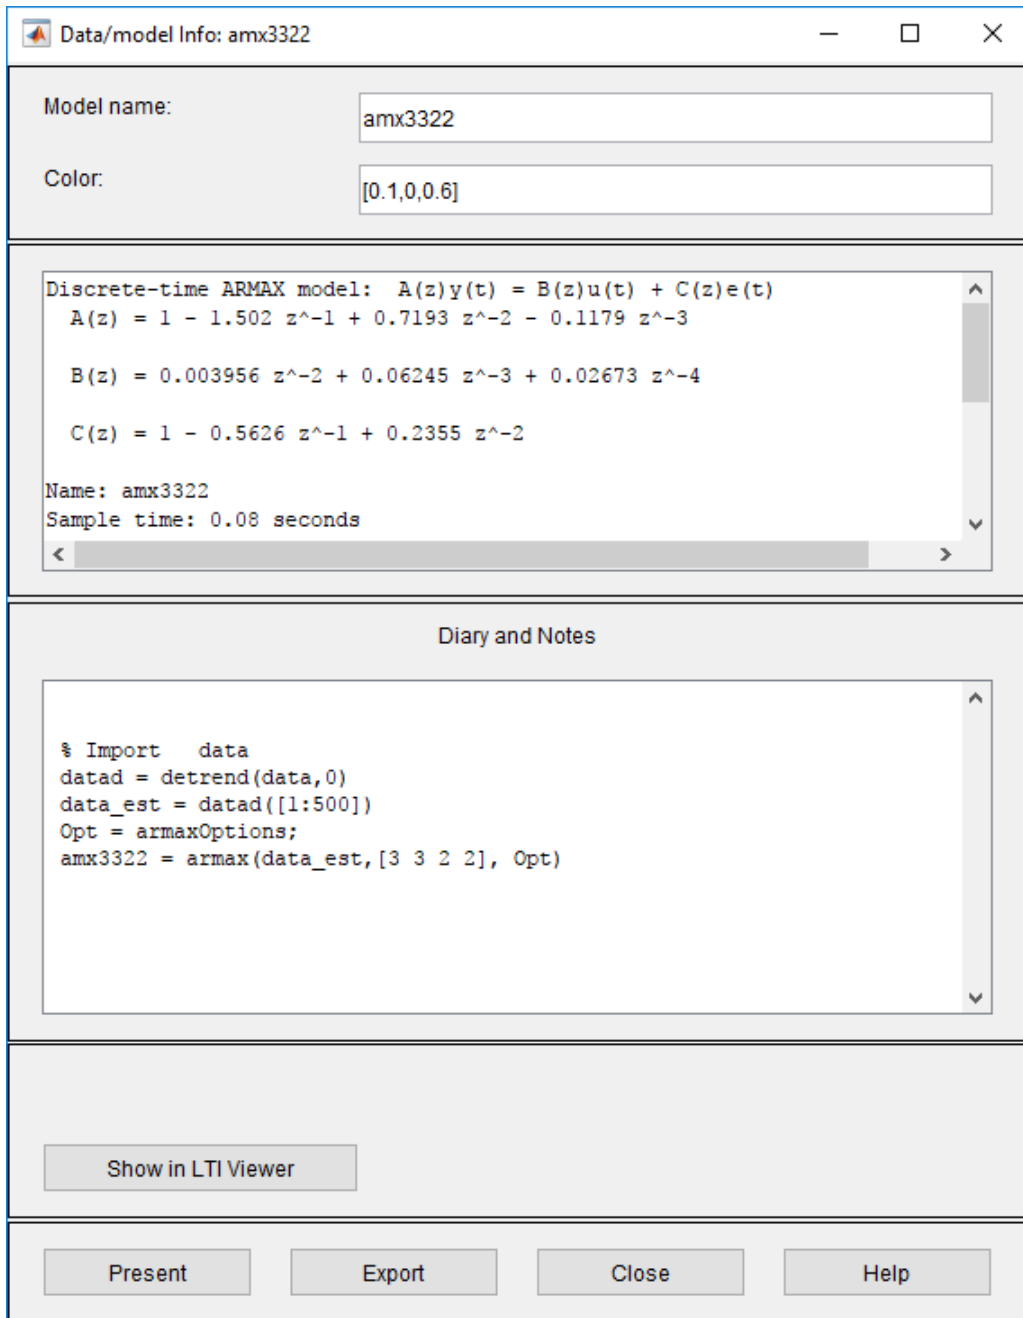 Data/model Info: amx3322
Model name:
amx3322
Color:
[0.1,0,0.6]
Discrete-time ARMAX model:  A(z)y(t) = B(z)u(t) + C(z)e(t)
A(z) = 1 - 1.502 z^-1 + 0.7193 z^-2 - 0.1179 z^-3
B(z) = 0.003956 z^-2 + 0.06245 z^-3 + 0.02673 z^-4
C(z) = 1 - 0.5626 z^-1 + 0.2355 z^-2
Name: amx3322
Sample time: 0.08 seconds
Diary and Notes
% Import   data
datad = detrend(data,0)
data_est = datad([1:500])
Opt = armaxOptions;
amx3322 = armax(data_est,[3 3 2 2], Opt)
Show in LTI Viewer
Present
Export
Close
Help